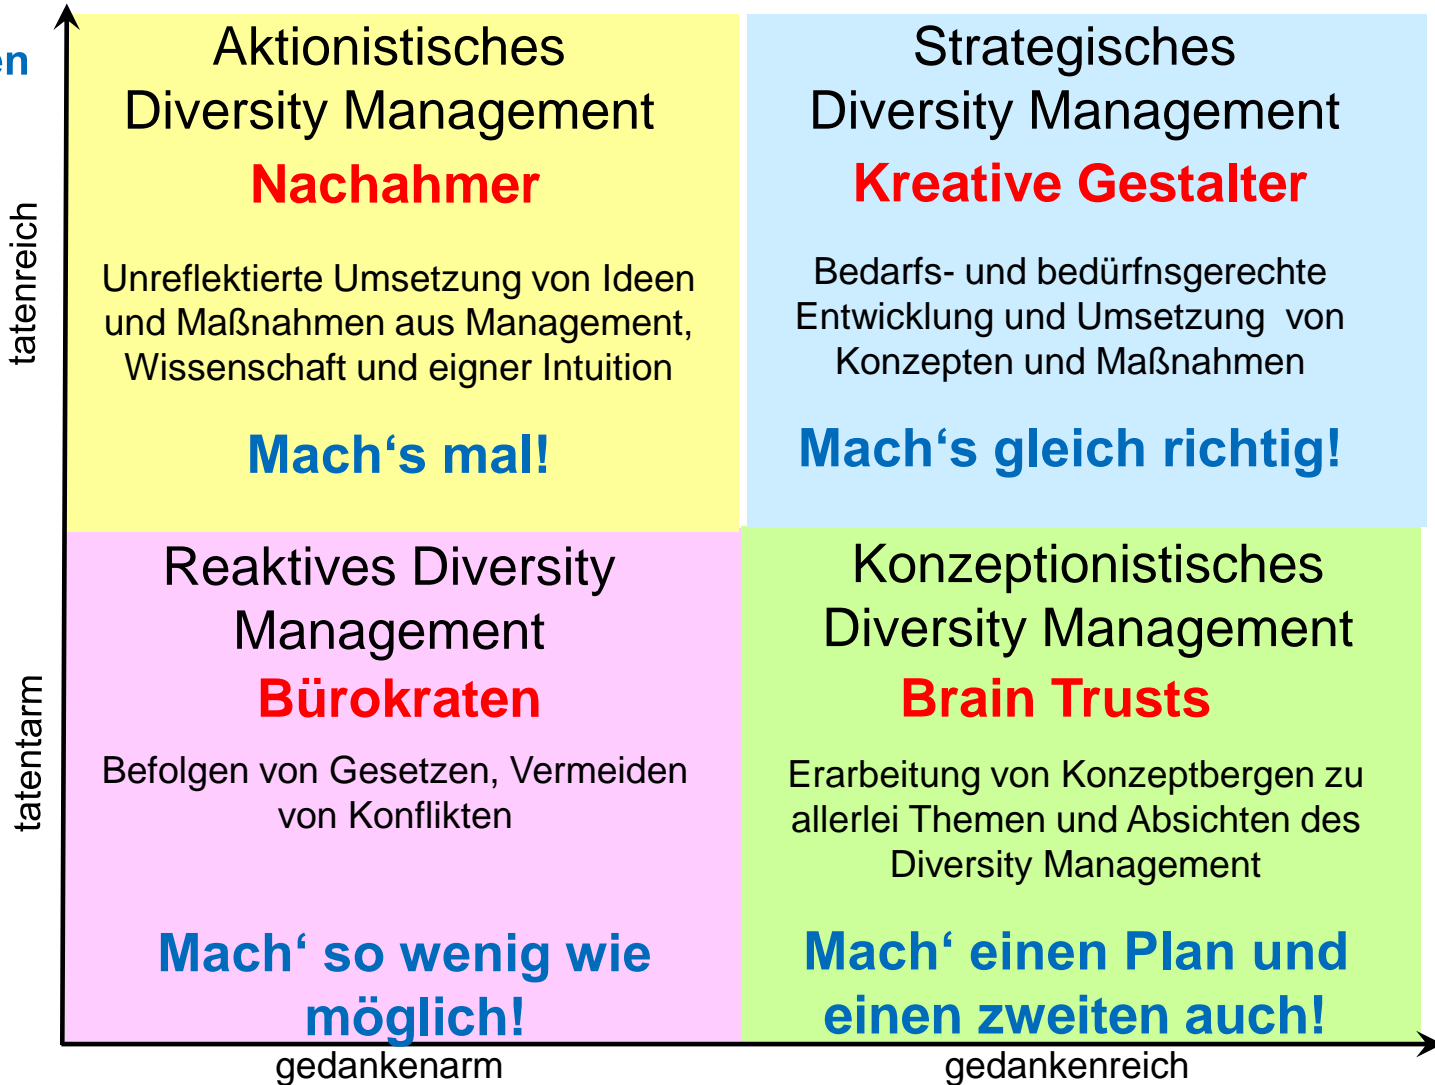 Aktionistisches
Diversity Management
Nachahmer
Unreflektierte Umsetzung von Ideen
und Maßnahmen aus Management,
Wissenschaft und eigner Intuition
Mach‘s mal!
Strategisches
Diversity Management
Kreative Gestalter
Bedarfs- und bedürfnsgerechte
Entwicklung und Umsetzung von
Konzepten und Maßnahmen
Mach‘s gleich richtig!
tatenreich
Reaktives Diversity
Management
Bürokraten
Befolgen von Gesetzen, Vermeiden
von Konflikten
Mach‘ so wenig wie
möglich!
Konzeptionistisches
Diversity Management
Brain Trusts
Erarbeitung von Konzeptbergen zu
allerlei Themen und Absichten des
Diversity Management
Mach‘ einen Plan und
einen zweiten auch!
tatentarm
gedankenarm
gedankenreich